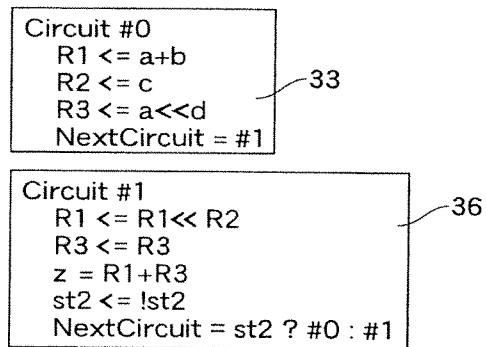 Circuit #0
R1 <= a+b
R2 <= c
R3 <= a<<d
NextCircuit = #1
33
Circuit #1
R1 <= R1<< R2
R3 <= R3
z = R1+R3
st2 <= !st2
NextCircuit = st2 ? #0 : #1
36